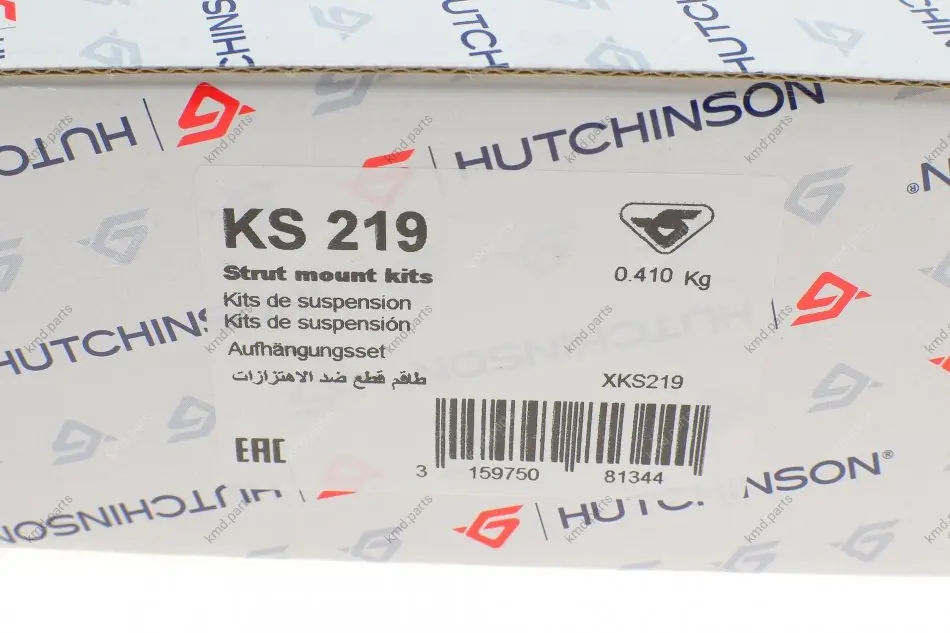 HUTCHINSON
HUTCHINSON
KS 219
Strut mount kits
0.410 Kg
Kits de suspension
Kits de suspensión
Aufhängungsset
طاقم قطع ضد الاهتزازات
XKS219
EAC
3 159750 81344
HUTCHINSON
HUTCHINSON®
kmd.parts